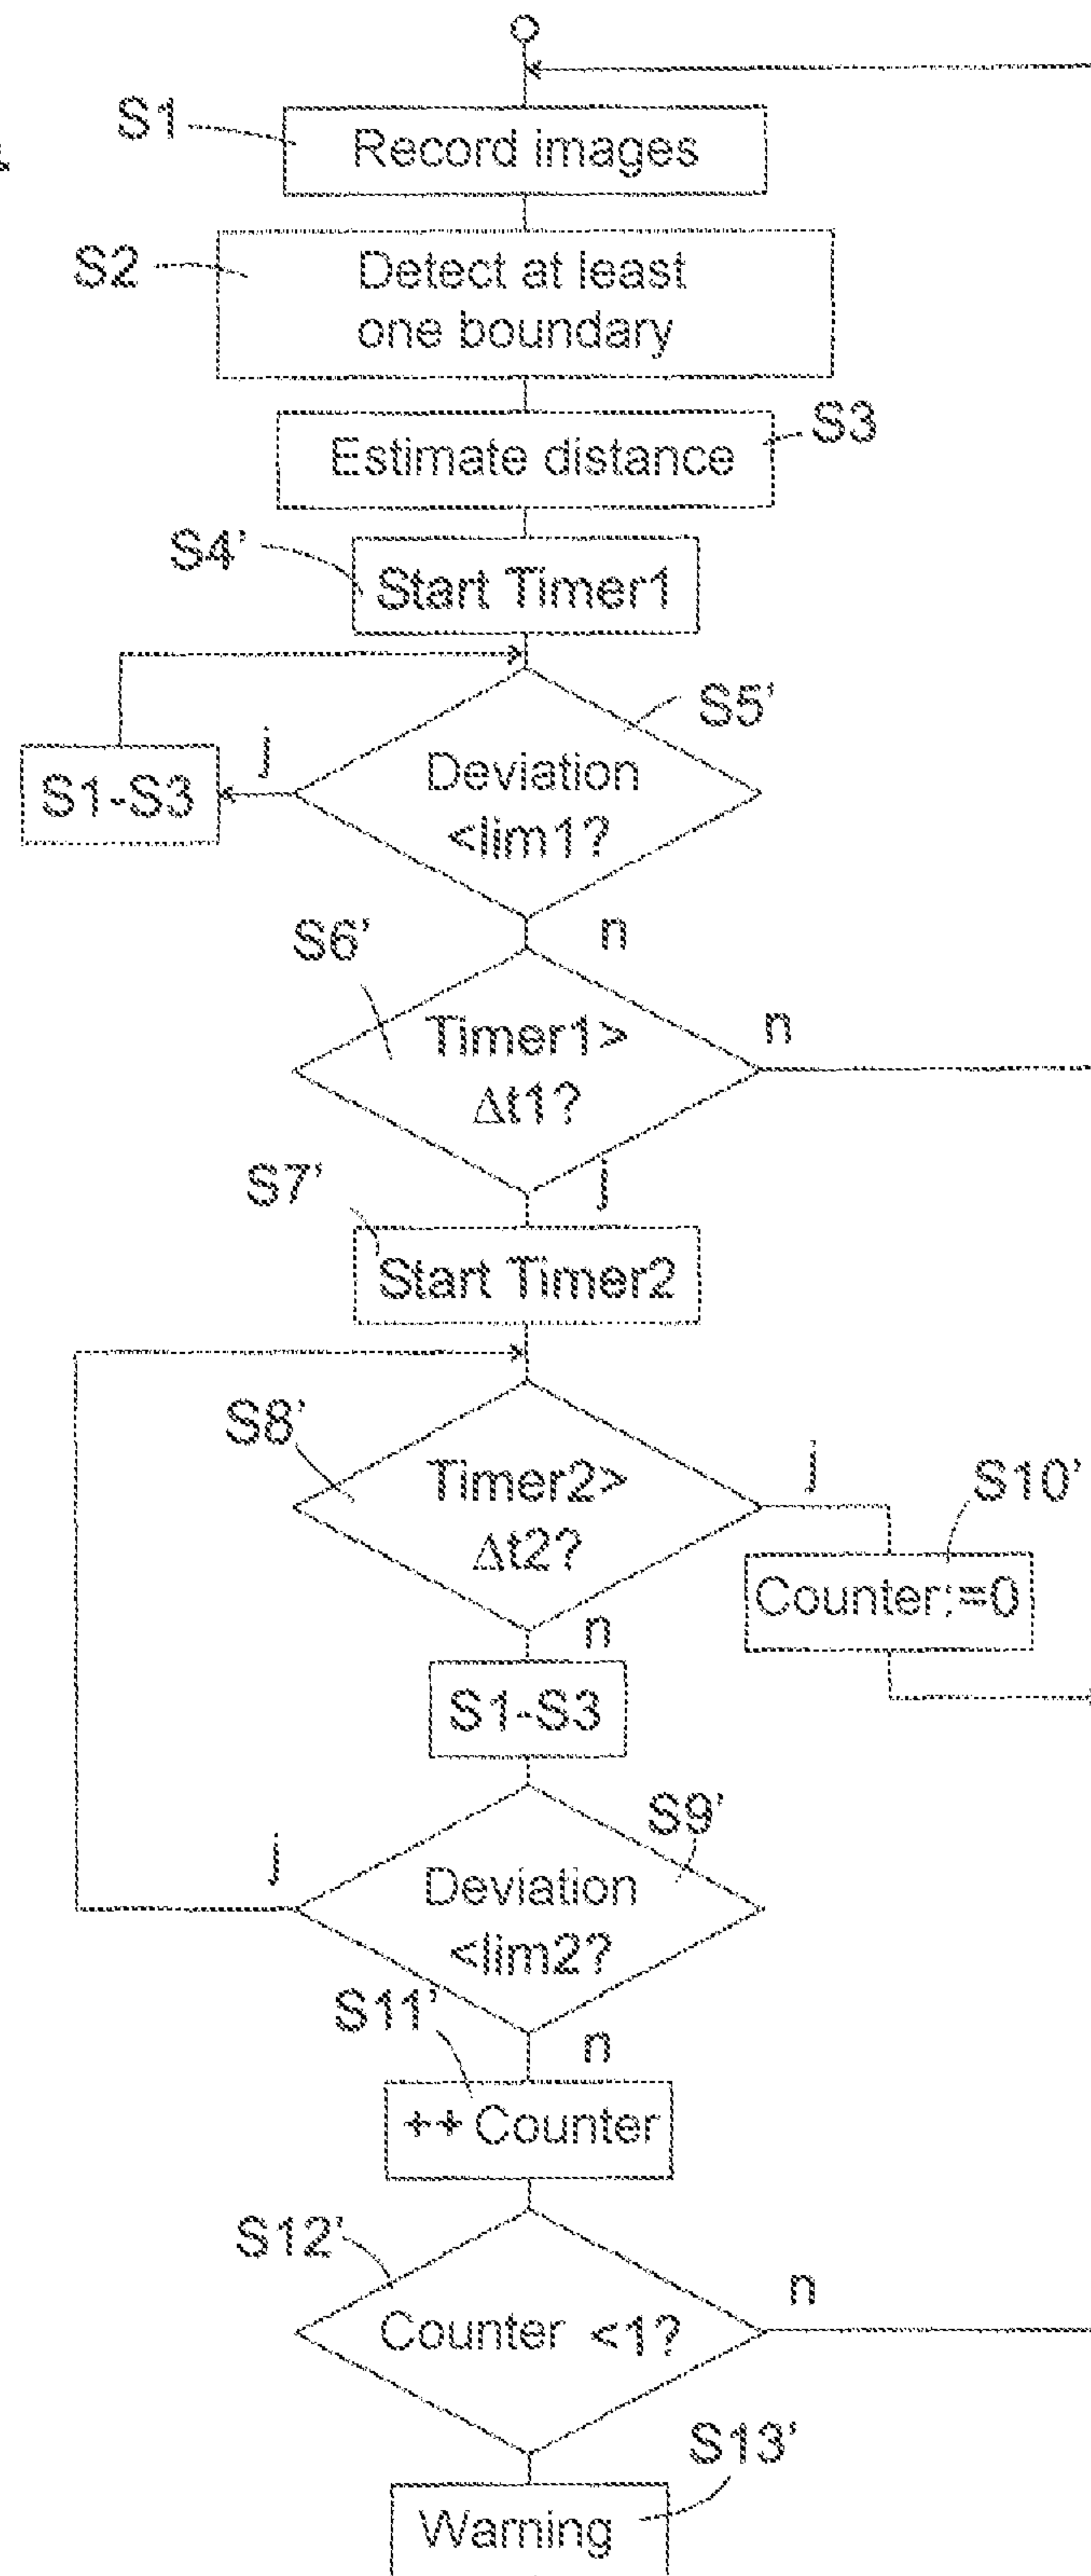 S1
Record images
S2
Detect at least
one boundary
S3
Estimate distance
S4'
Start Timer1
S5'
j
S1-S3
Deviation
<lim1?
n
S6'
Timer1>
Δt1?
n
j
S7'
Start Timer2
S8'
Timer2>
Δt2?
j
S10'
Counter:=0
n
S1-S3
S9'
j
Deviation
<lim2?
S11'
n
++ Counter
S12'
Counter <1?
n
S13'
Warning